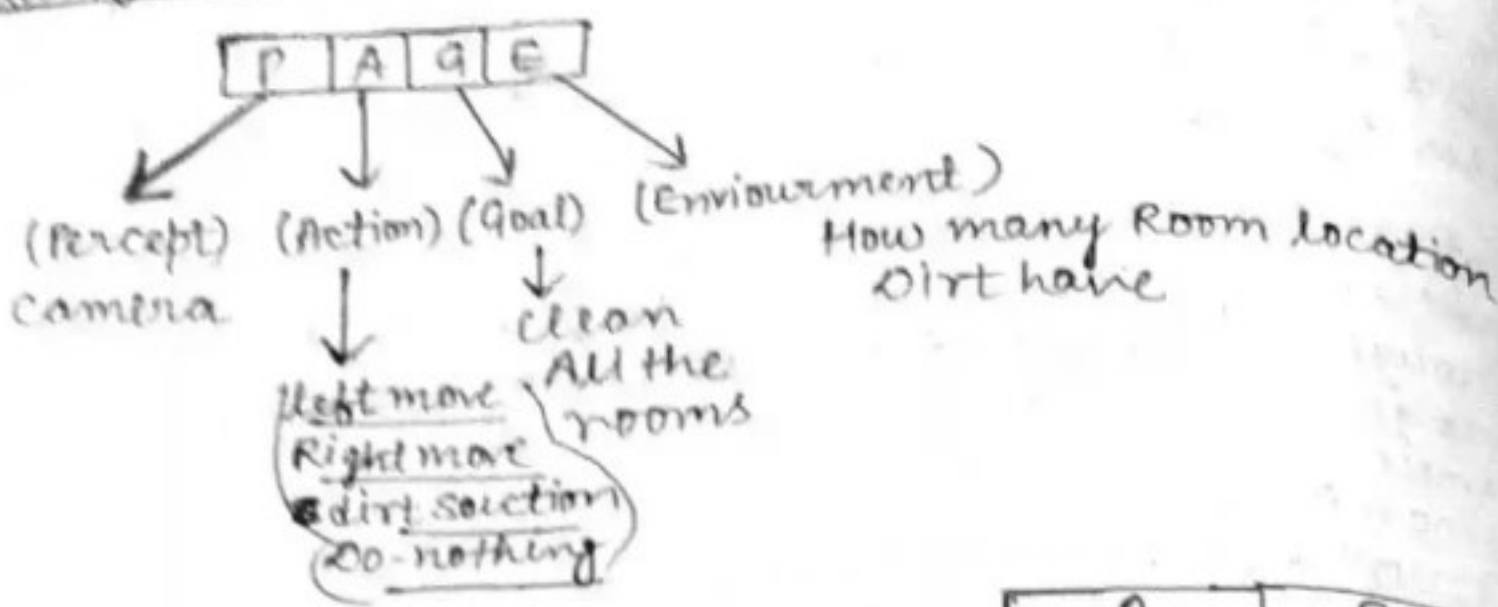 P A G E
(Percept) (Action) (Goal) (Enviourment)
camera
How many Room location
Dirt have
clean
All the
rooms
Left move
Right move
dirt suction
Do-nothing